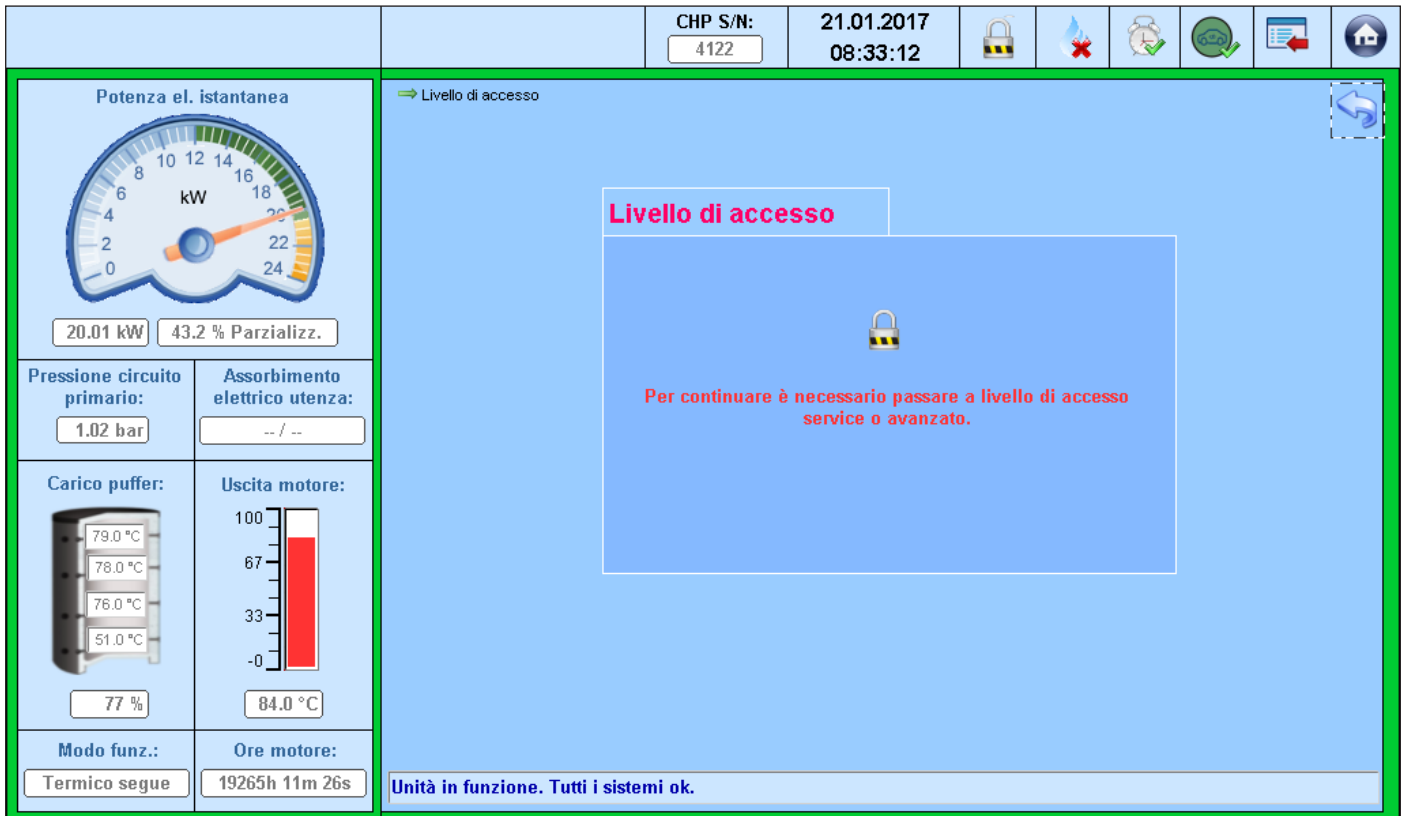 CHP S/N:
4122
21.01.2017
08:33:12
Potenza el. istantanea
0
2
4
6
8
10
12
14
16
18
20
22
24
kW
20.01 kW
43.2 % Parzializz.
Pressione circuito
primario:
1.02 bar
Assorbimento
elettrico utenza:
-- / --
Carico puffer:
79.0 °C
78.0 °C
76.0 °C
51.0 °C
77 %
Uscita motore:
100
67
33
-0
84.0 °C
Modo funz.:
Termico segue
Ore motore:
19265h 11m 26s
Livello di accesso
Livello di accesso
Per continuare è necessario passare a livello di accesso
service o avanzato.
Unità in funzione. Tutti i sistemi ok.